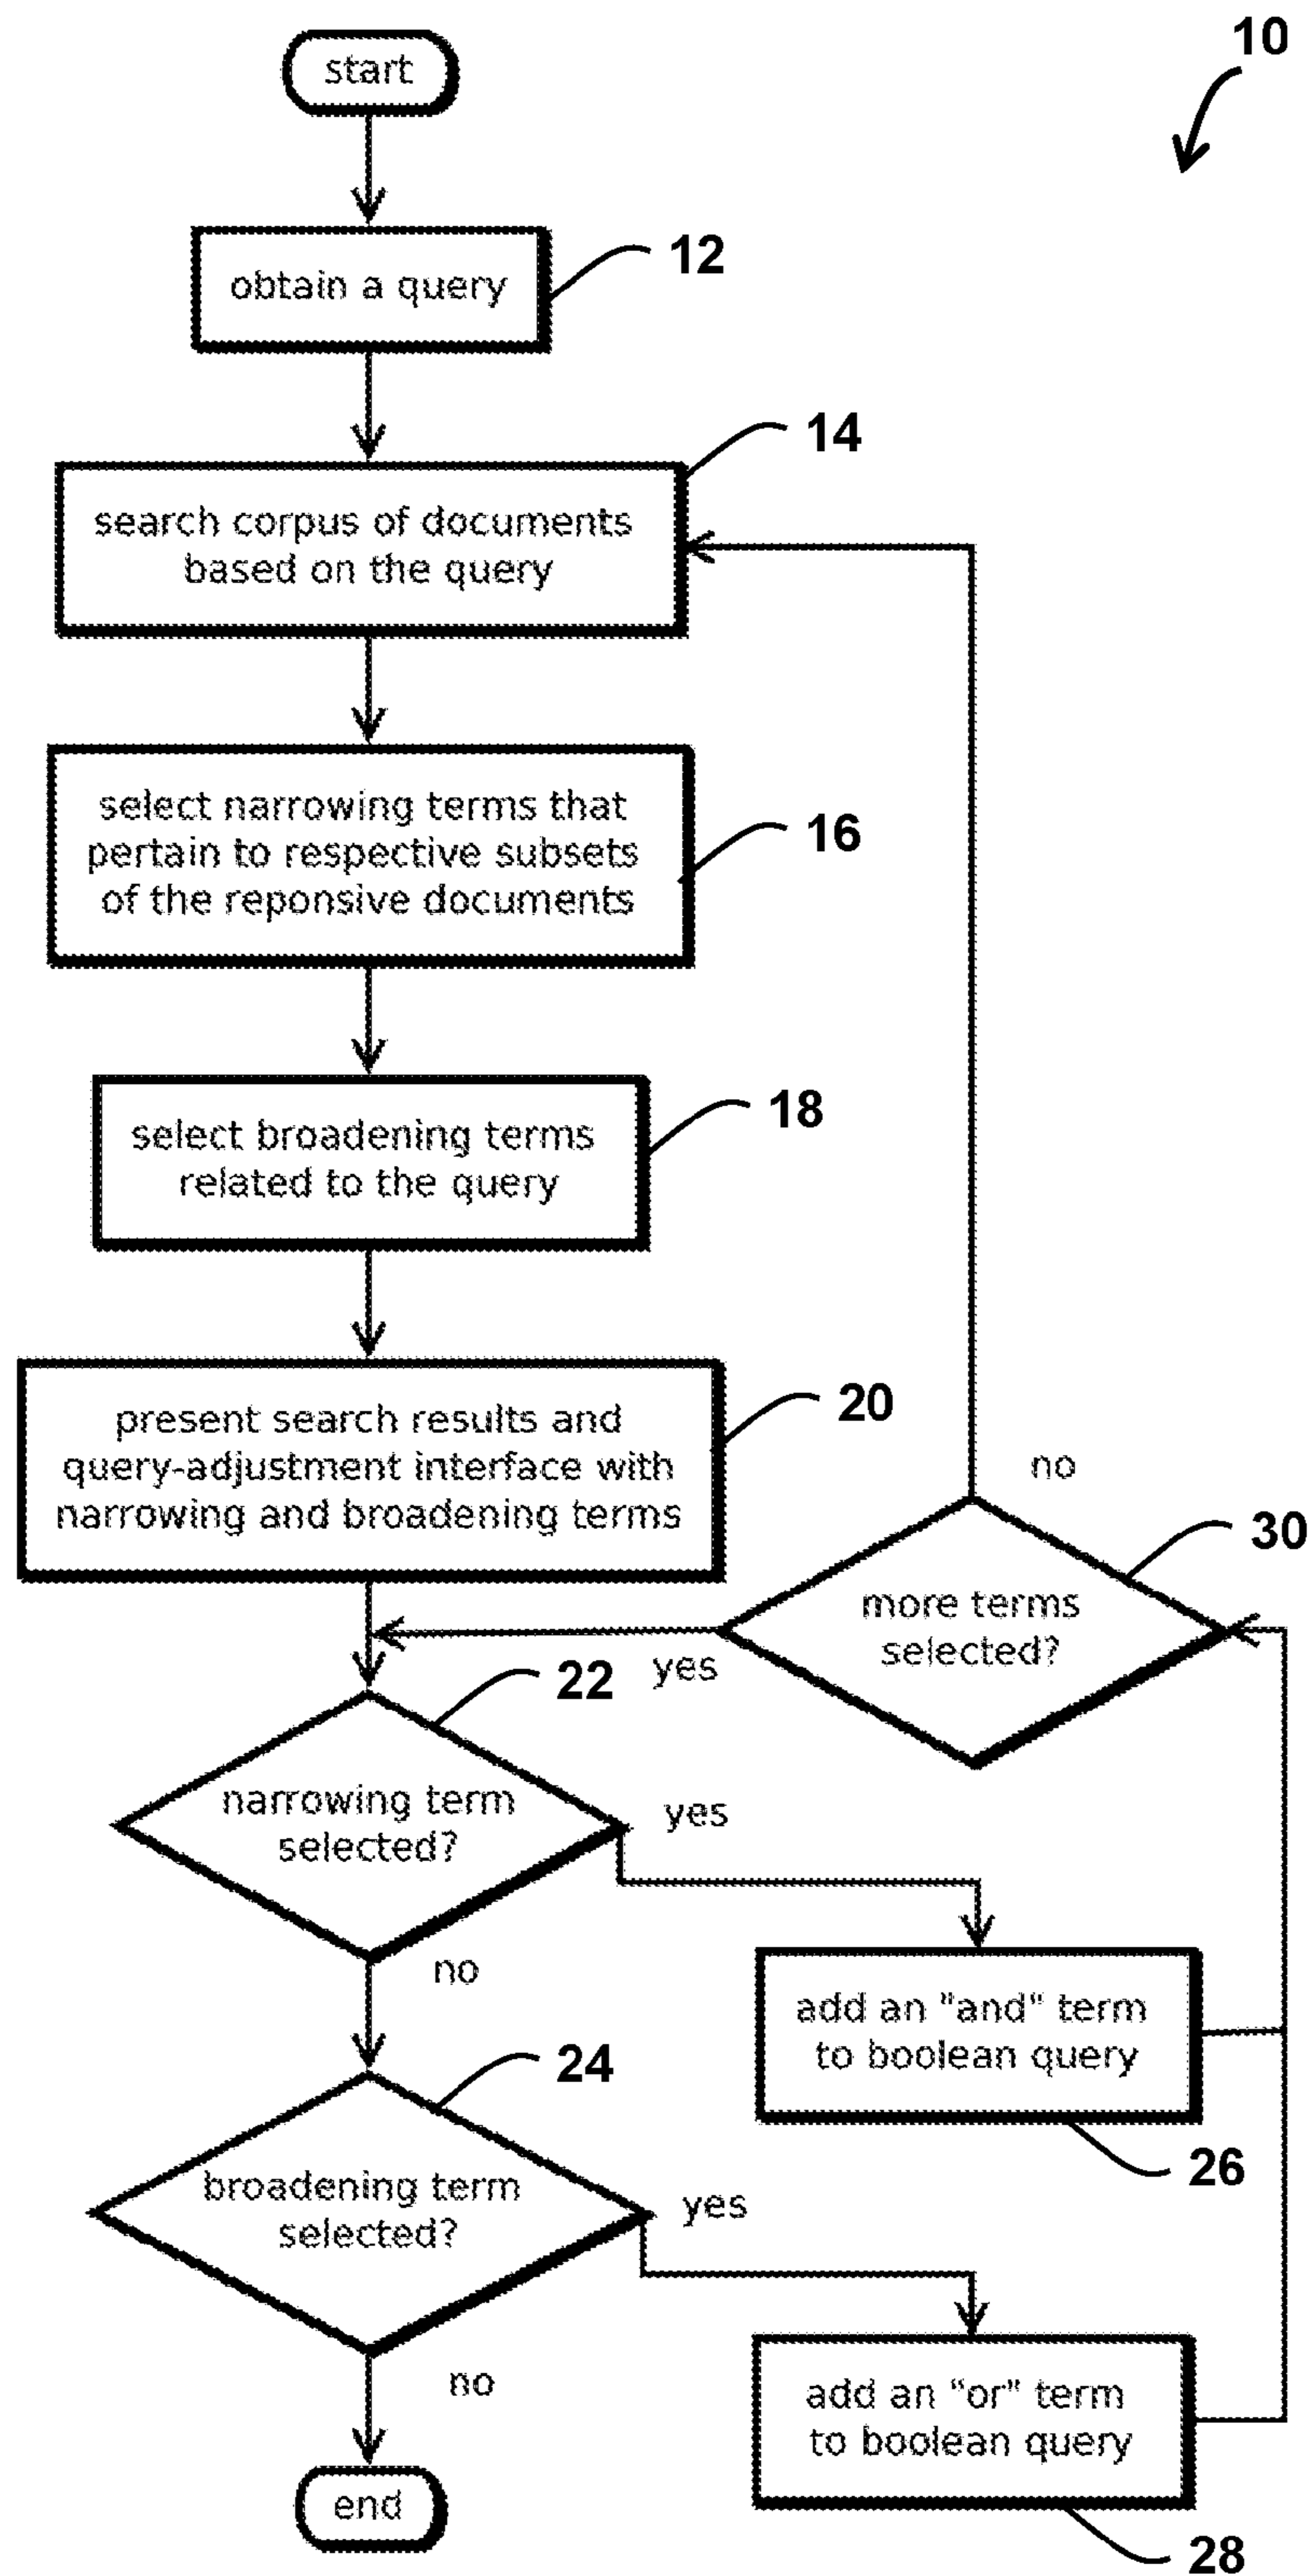 10
start
obtain a query
12
14
search corpus of documents
based on the query
select narrowing terms that
pertain to respective subsets
of the reponsive documents
16
select broadening terms
related to the query
18
present search results and
query-adjustment interface with
narrowing and broadening terms
20
no
30
more terms
selected?
yes
22
narrowing term
selected?
yes
no
add an "and" term
to boolean query
26
24
broadening term
selected?
yes
no
add an "or" term
to boolean query
28
end